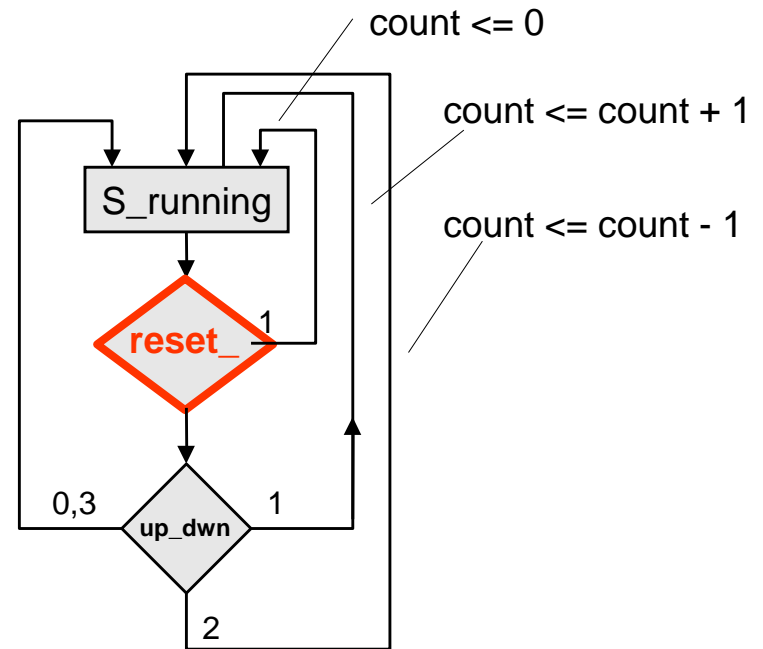 count <= 0
count <= count + 1
S_running
count <= count - 1
1
reset_
0,3
1
up_dwn
2